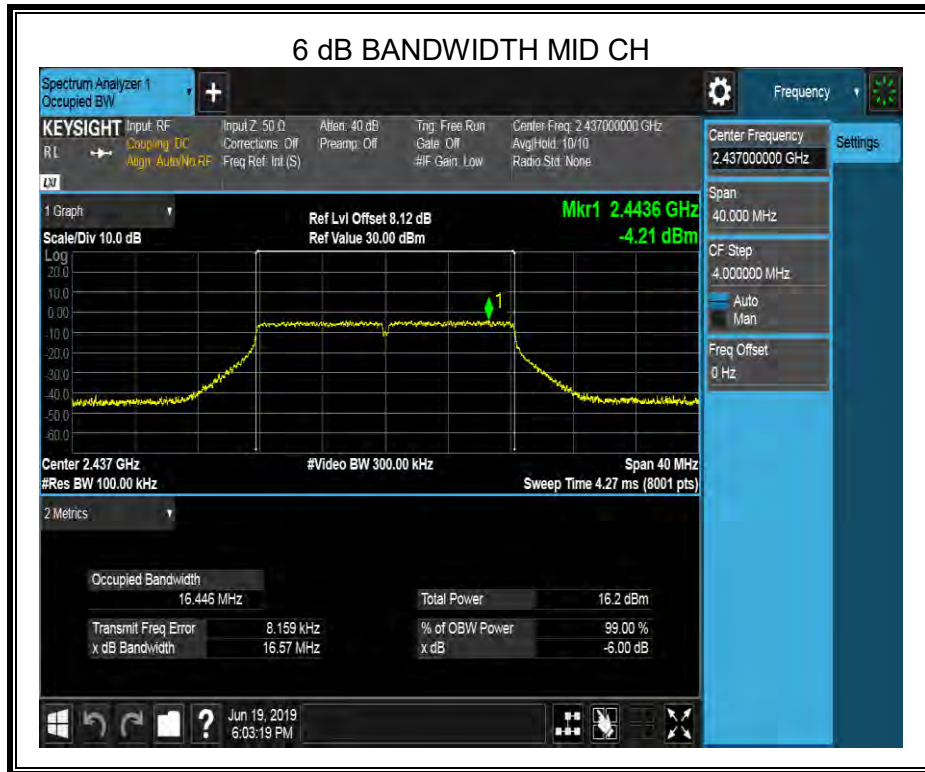 6 dB BANDWIDTH MID CH
Spectrum Analyzer 1
Occupied BW
+
Frequency
KEYSIGHT
RL
LXI
Input: RF
Coupling: DC
Align: Auto/No RF
Input Z: 50 Ω
Corrections: Off
Freq Ref: Int (S)
Atten: 40 dB
Preamp: Off
Trig: Free Run
Gate: Off
#IF Gain: Low
Center Freq: 2.437000000 GHz
Avg|Hold: 10/10
Radio Std: None
Center Frequency
2.437000000 GHz
Settings
Span
40.000 MHz
CF Step
4.000000 MHz
Auto
Man
Freq Offset
0 Hz
1 Graph
Scale/Div 10.0 dB
Ref Lvl Offset 8.12 dB
Ref Value 30.00 dBm
Mkr1 2.4436 GHz
-4.21 dBm
Log
20.0
10.0
0.00
-10.0
-20.0
-30.0
-40.0
-50.0
-60.0
1
Center 2.437 GHz
#Res BW 100.00 kHz
#Video BW 300.00 kHz
Span 40 MHz
Sweep Time 4.27 ms (8001 pts)
2 Metrics
Occupied Bandwidth
16.446 MHz
Total Power 16.2 dBm
Transmit Freq Error 8.159 kHz
% of OBW Power 99.00 %
x dB Bandwidth 16.57 MHz
x dB -6.00 dB
?
Jun 19, 2019
6:03:19 PM